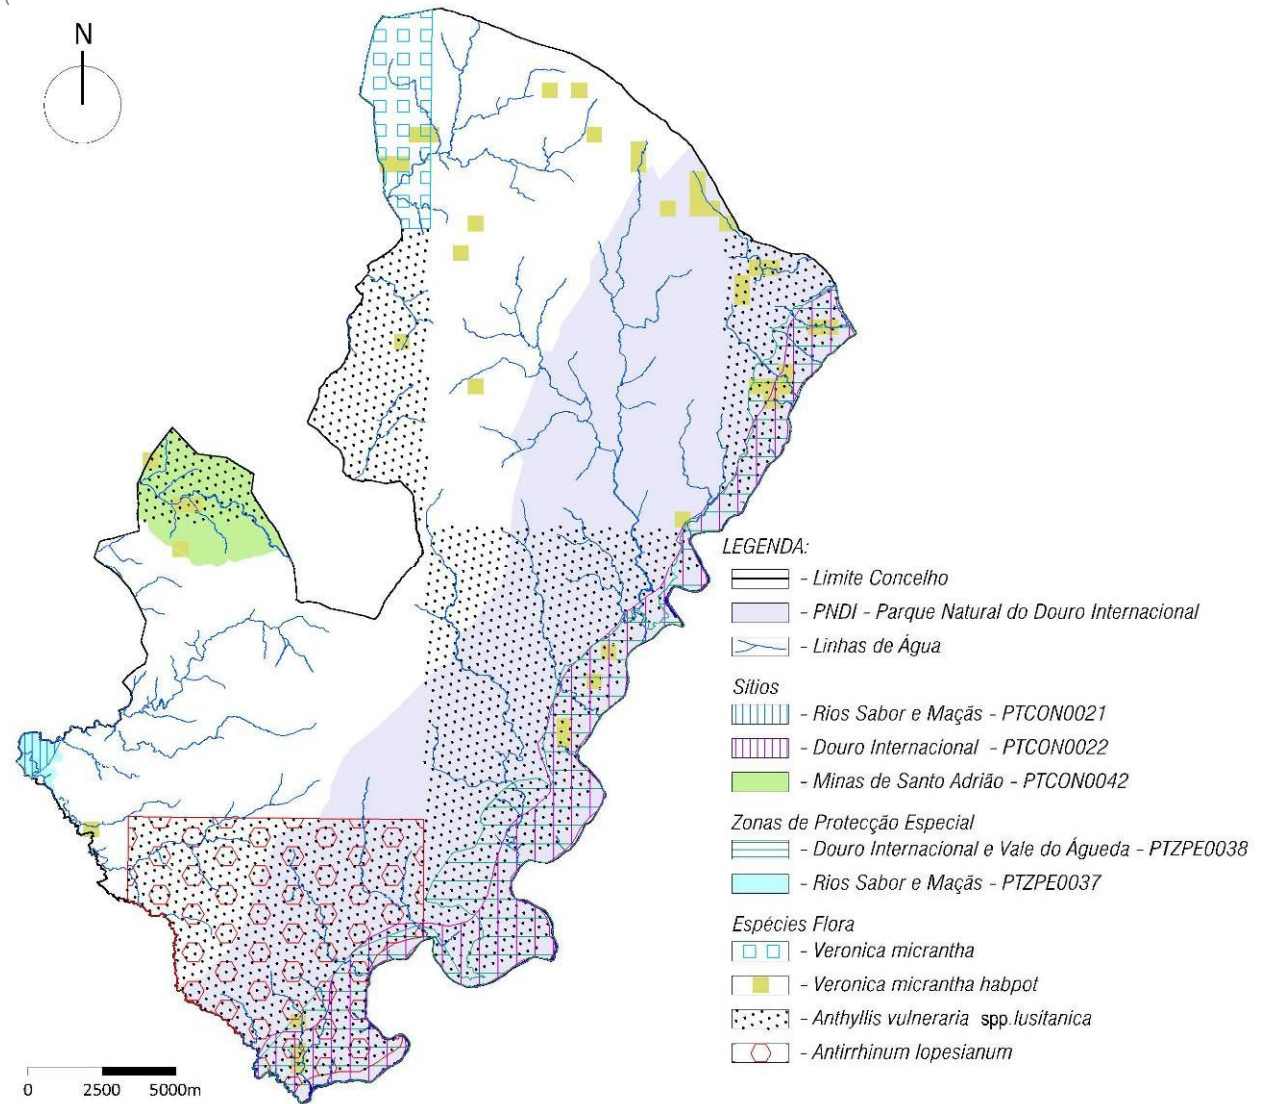 N
LEGENDA:
- Limite Concelho
- PNDI - Parque Natural do Douro Internacional
- Linhas de Água
Sítios
- Rios Sabor e Maçãs - PTCON0021
- Douro Internacional - PTCON0022
- Minas de Santo Adrião - PTCON0042
Zonas de Protecção Especial
- Douro Internacional e Vale do Águeda - PTZPE0038
- Rios Sabor e Maçãs - PTZPE0037
Espécies Flora
- Veronica micrantha
- Veronica micrantha habpot
- Anthyllis vulneraria spp.lusitanica
- Antirrhinum lopesianum
0 2500 5000m